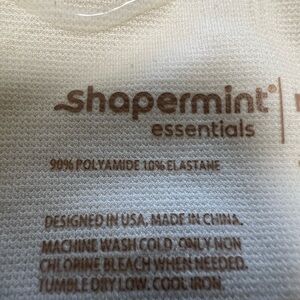 shapermint®
essentials
90% POLYAMIDE 10% ELASTANE
DESIGNED IN USA, MADE IN CHINA.
MACHINE WASH COLD, ONLY NON
CHLORINE BLEACH WHEN NEEDED.
TUMBLE DRY LOW. COOL IRON.